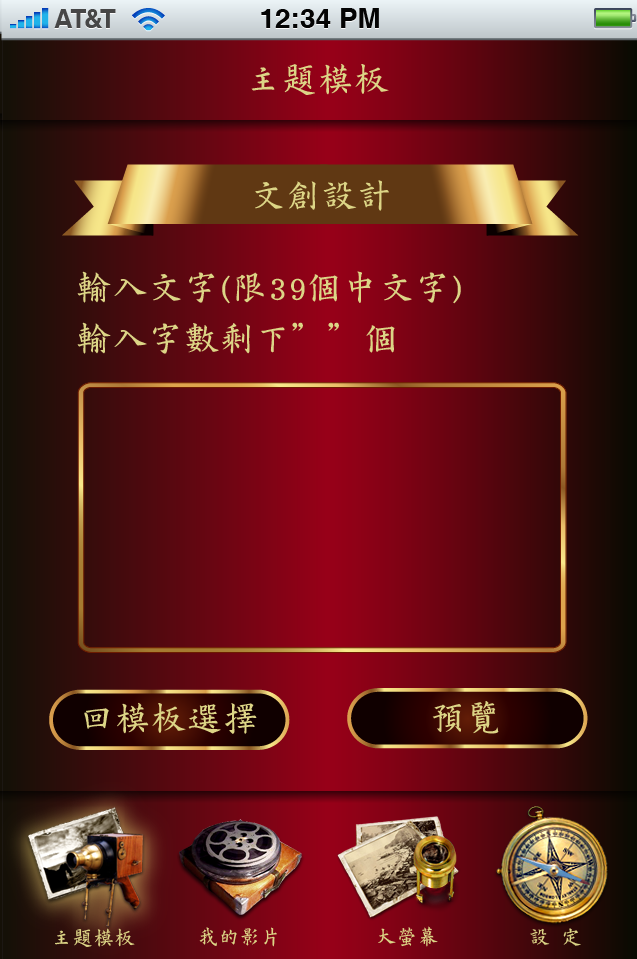 AT&T 12:34 PM
主題模板
文創設計
輸入文字(限39個中文字)
輸入字數剩下””個
回模板選擇 預覽
主題模板 我的影片 大螢幕 設定